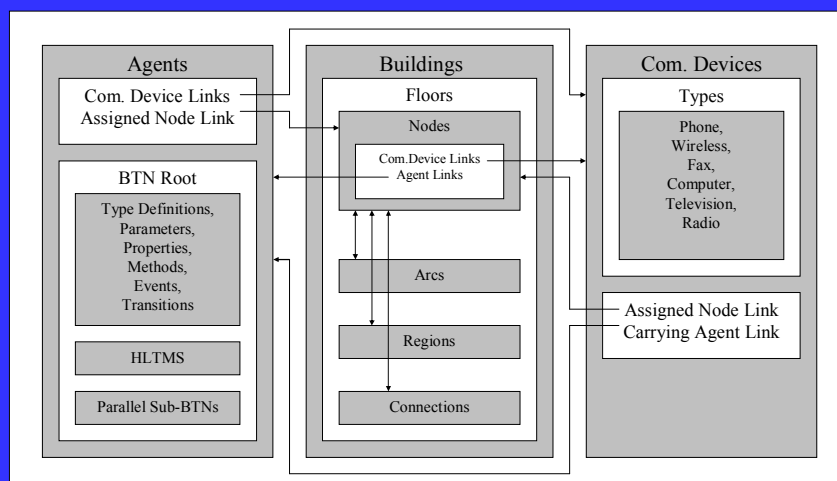 Agents
Com. Device Links
Assigned Node Link
BTN Root
Type Definitions,
Parameters,
Properties,
Methods,
Events,
Transitions
HLTMS
Parallel Sub-BTNs
Buildings
Floors
Nodes
Com.Device Links
Agent Links
Arcs
Regions
Connections
Com. Devices
Types
Phone,
Wireless,
Fax,
Computer,
Television,
Radio
Assigned Node Link
Carrying Agent Link